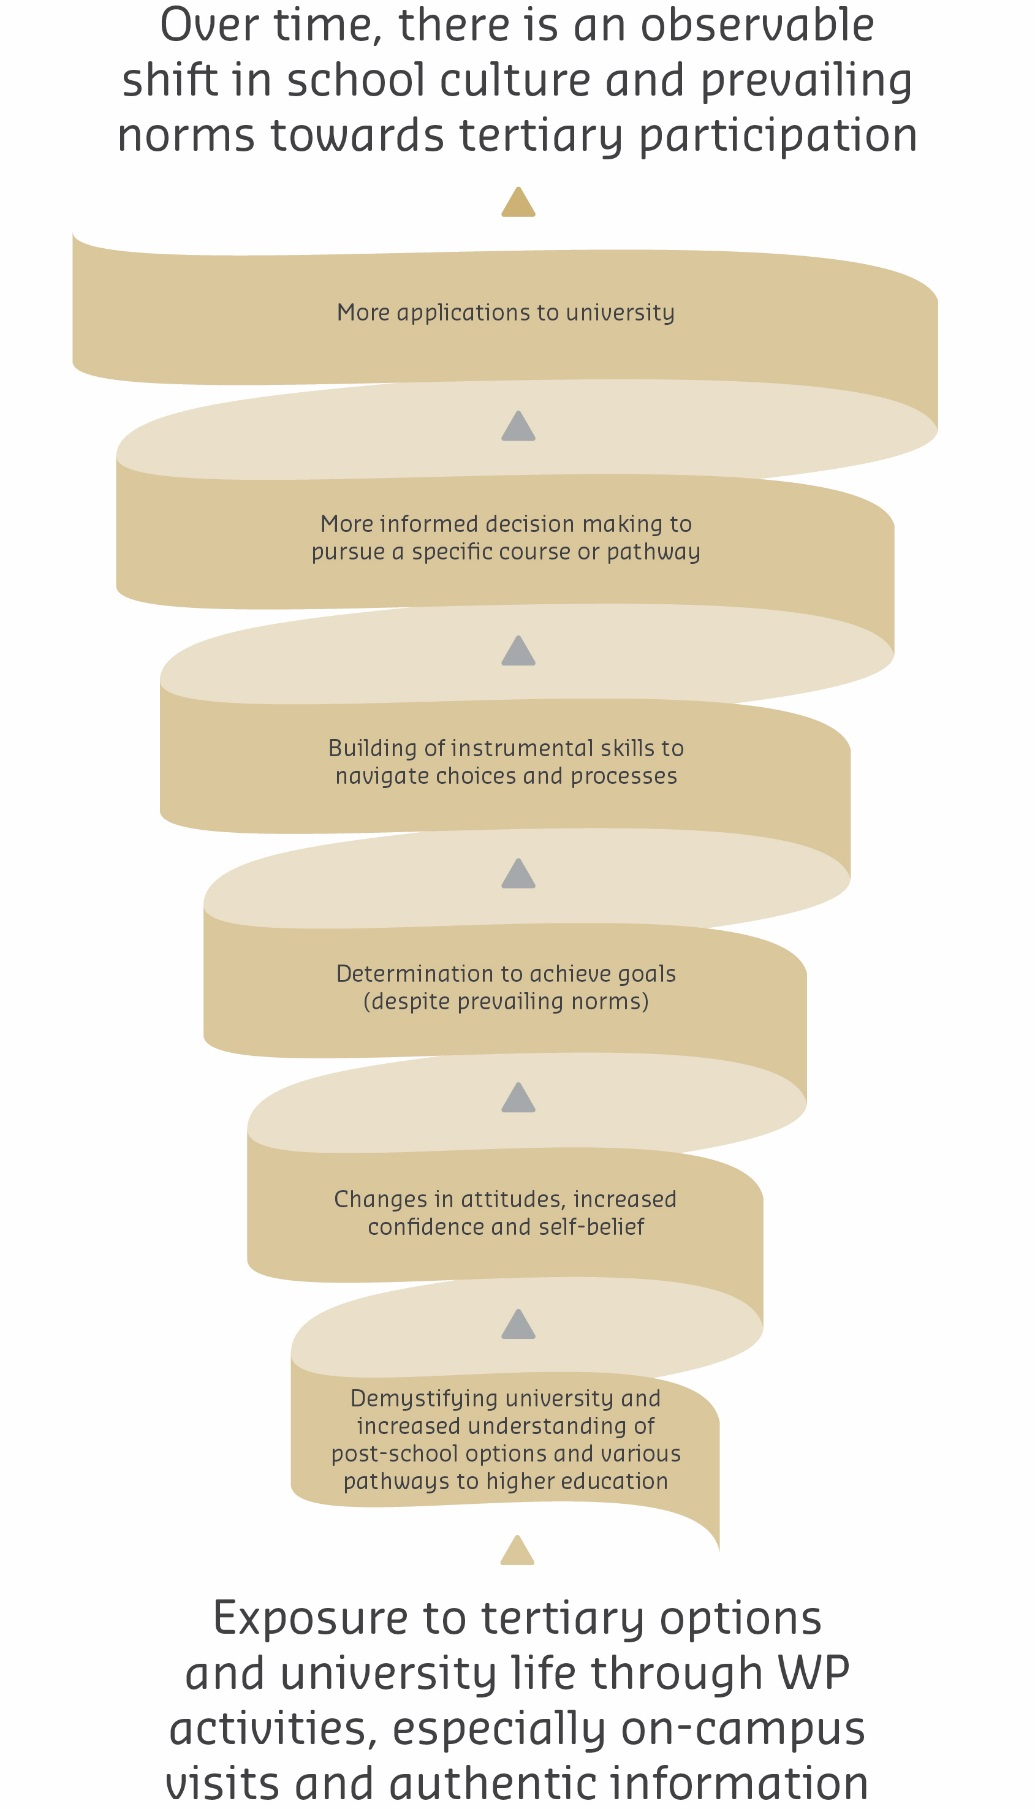 Over time, there is an observable
shift in school culture and prevailing
norms towards tertiary participation
More applications to university
More informed decision making to
pursue a specific course or pathway
Building of instrumental skills to
navigate choices and processes
Determination to achieve goals
(despite prevailing norms)
Changes in attitudes, increased
confidence and self-belief
Demystifying university and
increased understanding of
post-school options and various
pathways to higher education
Exposure to tertiary options
and university life through WP
activities, especially on-campus
visits and authentic information